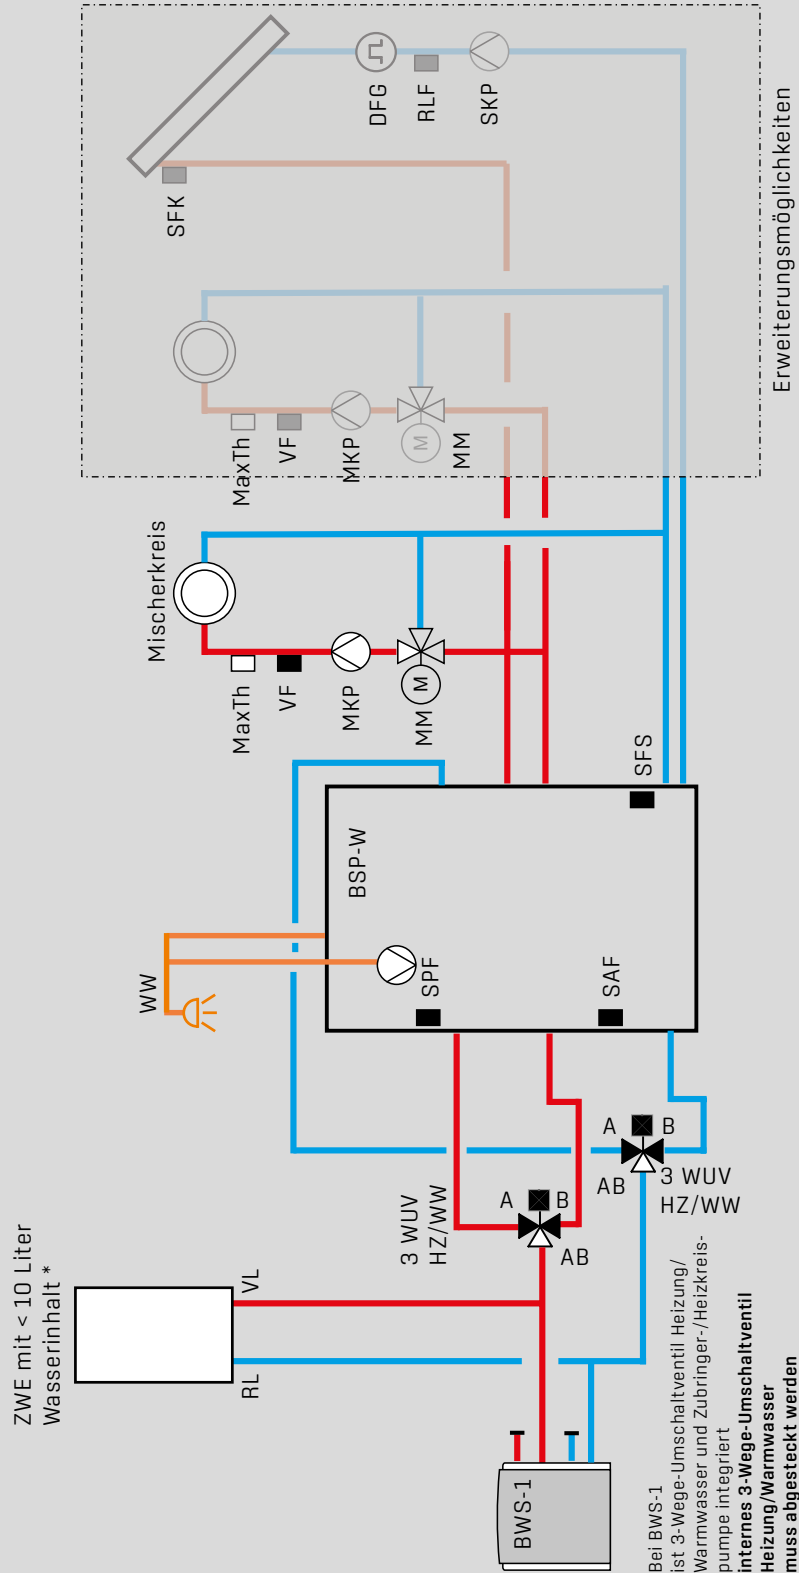 ZWE mit < 10 Liter
Wasserinhalt *
RL
VL
BWS-1
Bei BWS-1
ist 3-Wege-Umschaltventil Heizung/
Warmwasser und Zubringer-/Heizkreis-
pumpe integriert
internes 3-Wege-Umschaltventil
Heizung/Warmwasser
muss abgesteckt werden
3 WUV
HZ/WW
A
B
AB
A
B
AB
3 WUV
HZ/WW
WW
BSP-W
SPF
SAF
SFS
Mischerkreis
MaxTh
VF
MKP
MM
M
MaxTh
VF
MKP
MM
M
SFK
DFG
RLF
SKP
Erweiterungsmöglichkeiten